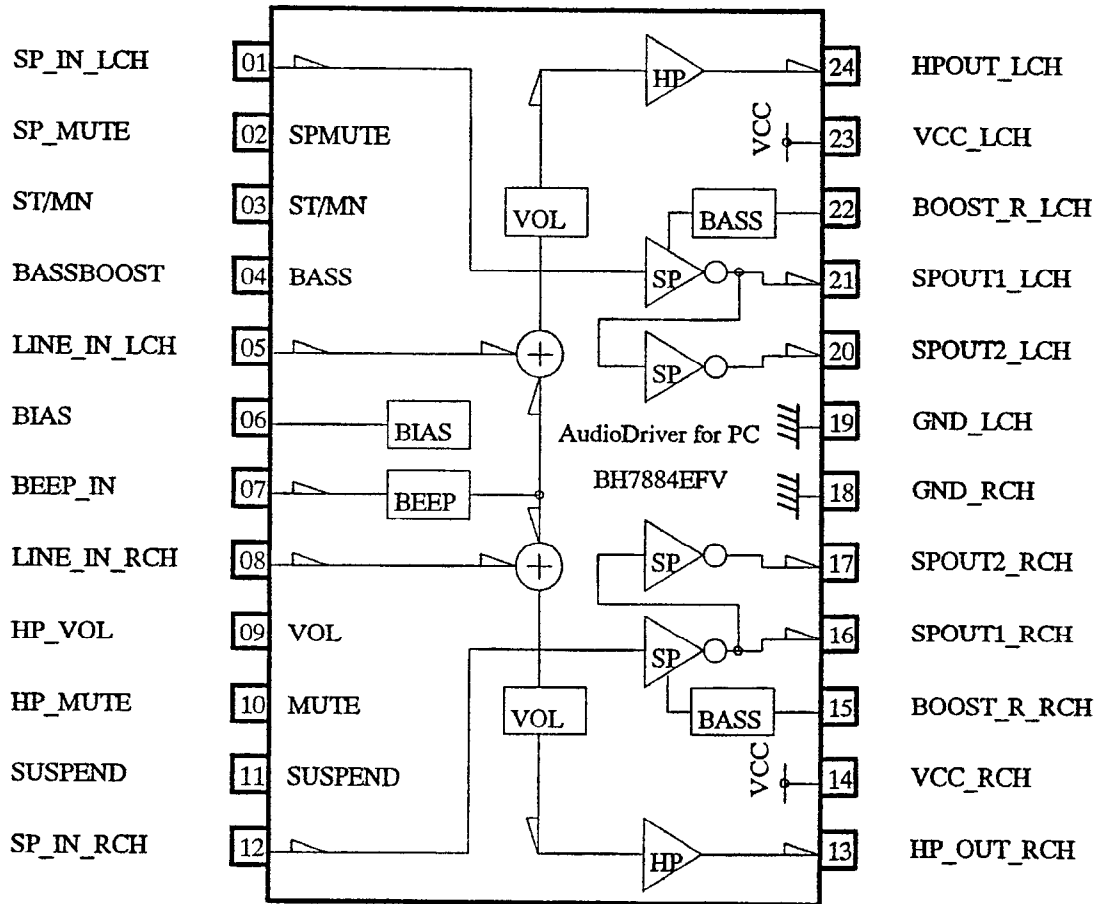 SP_IN_LCH 01 HP 24 HPOUT_LCH
SP_MUTE 02 SPMUTE VCC 23 VCC_LCH
ST/MN 03 ST/MN VOL BASS 22 BOOST_R_LCH
BASSBOOST 04 BASS SP 21 SPOUT1_LCH
LINE_IN_LCH 05 + SP 20 SPOUT2_LCH
BIAS 06 BIAS AudioDriver for PC 19 GND_LCH
BEEP_IN 07 BEEP BH7884EFV 18 GND_RCH
LINE_IN_RCH 08 + SP 17 SPOUT2_RCH
HP_VOL 09 VOL SP 16 SPOUT1_RCH
HP_MUTE 10 MUTE VOL BASS 15 BOOST_R_RCH
SUSPEND 11 SUSPEND VCC 14 VCC_RCH
SP_IN_RCH 12 HP 13 HP_OUT_RCH